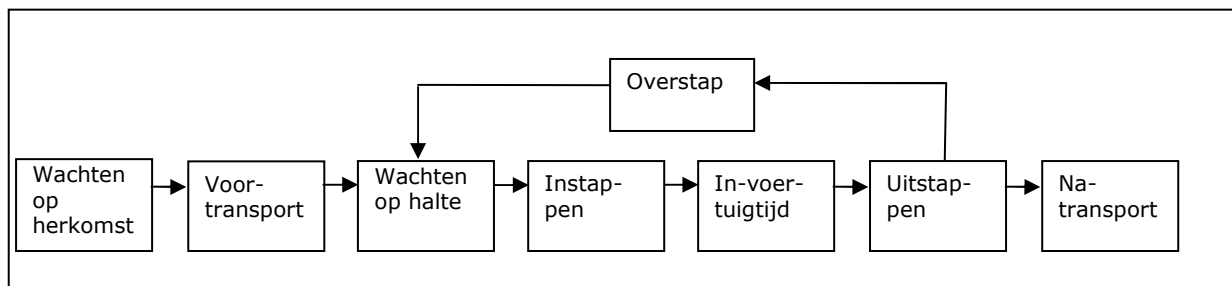 Overstap
Wachten
op
herkomst
Voor-
transport
Wachten
op halte
Instap-
pen
In-voer-
tuigtijd
Uitstap-
pen
Na-
transport